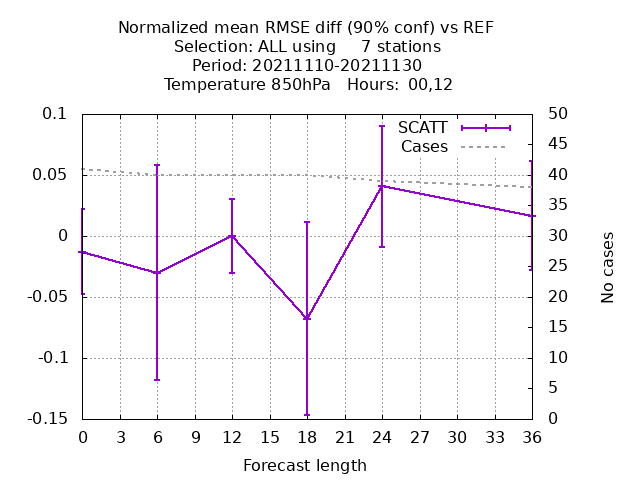 Normalized mean RMSE diff (90% conf) vs REF
Selection: ALL using     7 stations
Period: 20211110-20211130
Temperature 850hPa   Hours:  00,12
0.1
0.05
0
-0.05
-0.1
-0.15
SCATT
Cases
50
45
40
35
30
25
20
15
10
5
0
No cases
0 3 6 9 12 15 18 21 24 27 30 33 36
Forecast length